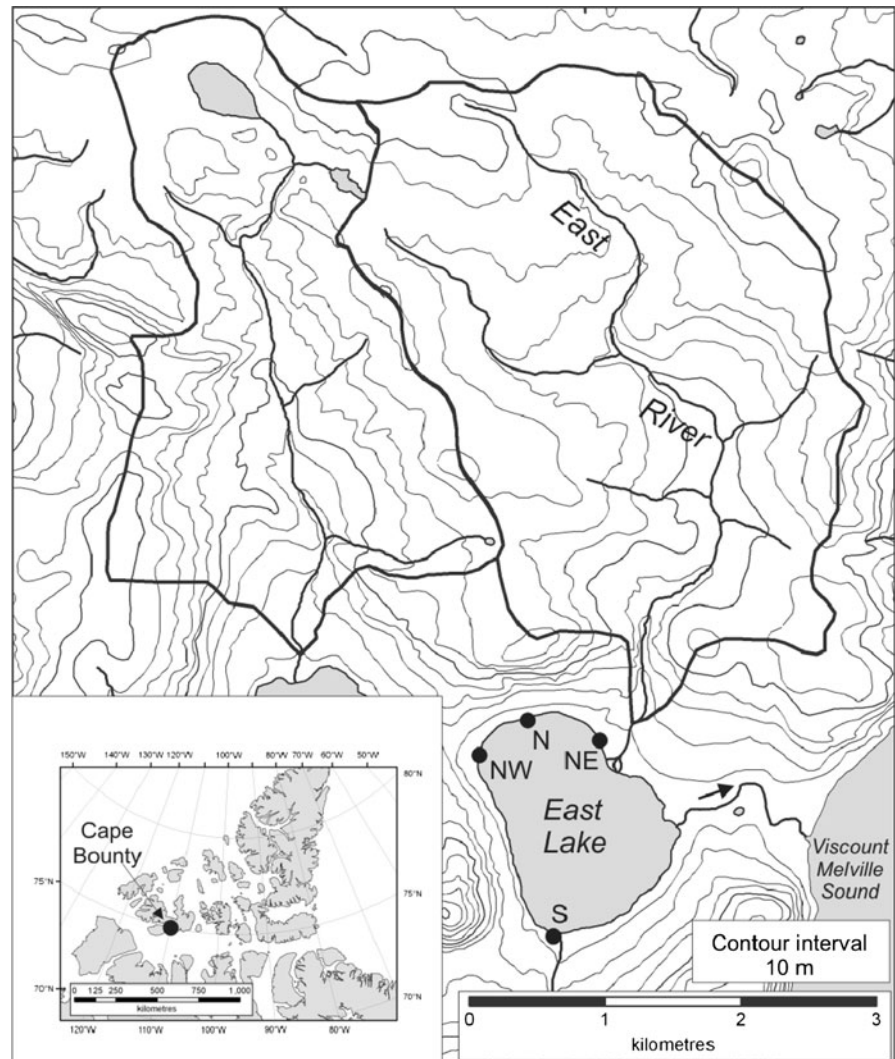 East
River
N
NW
NE
East
Lake
S
Viscount
Melville
Sound
Contour interval
10 m
0 1 2 3
kilometres
150°W 140°W 130°W 120°W 100°W 80°W 70°W 60°W 50°W
80°N
Cape
Bounty
75°N
75°N
70°N
70°N
0 125 250 500 750 1,000
kilometres
120°W 110°W 100°W 90°W 80°W